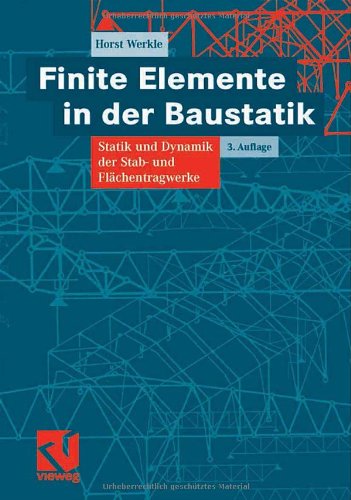 Urheberrechtlich geschütztes Material
Horst Werkle
Finite Elemente
in der Baustatik
Statik und Dynamik
der Stab- und
Flächentragwerke
3. Auflage
vieweg
Urheberrechtlich geschütztes Material